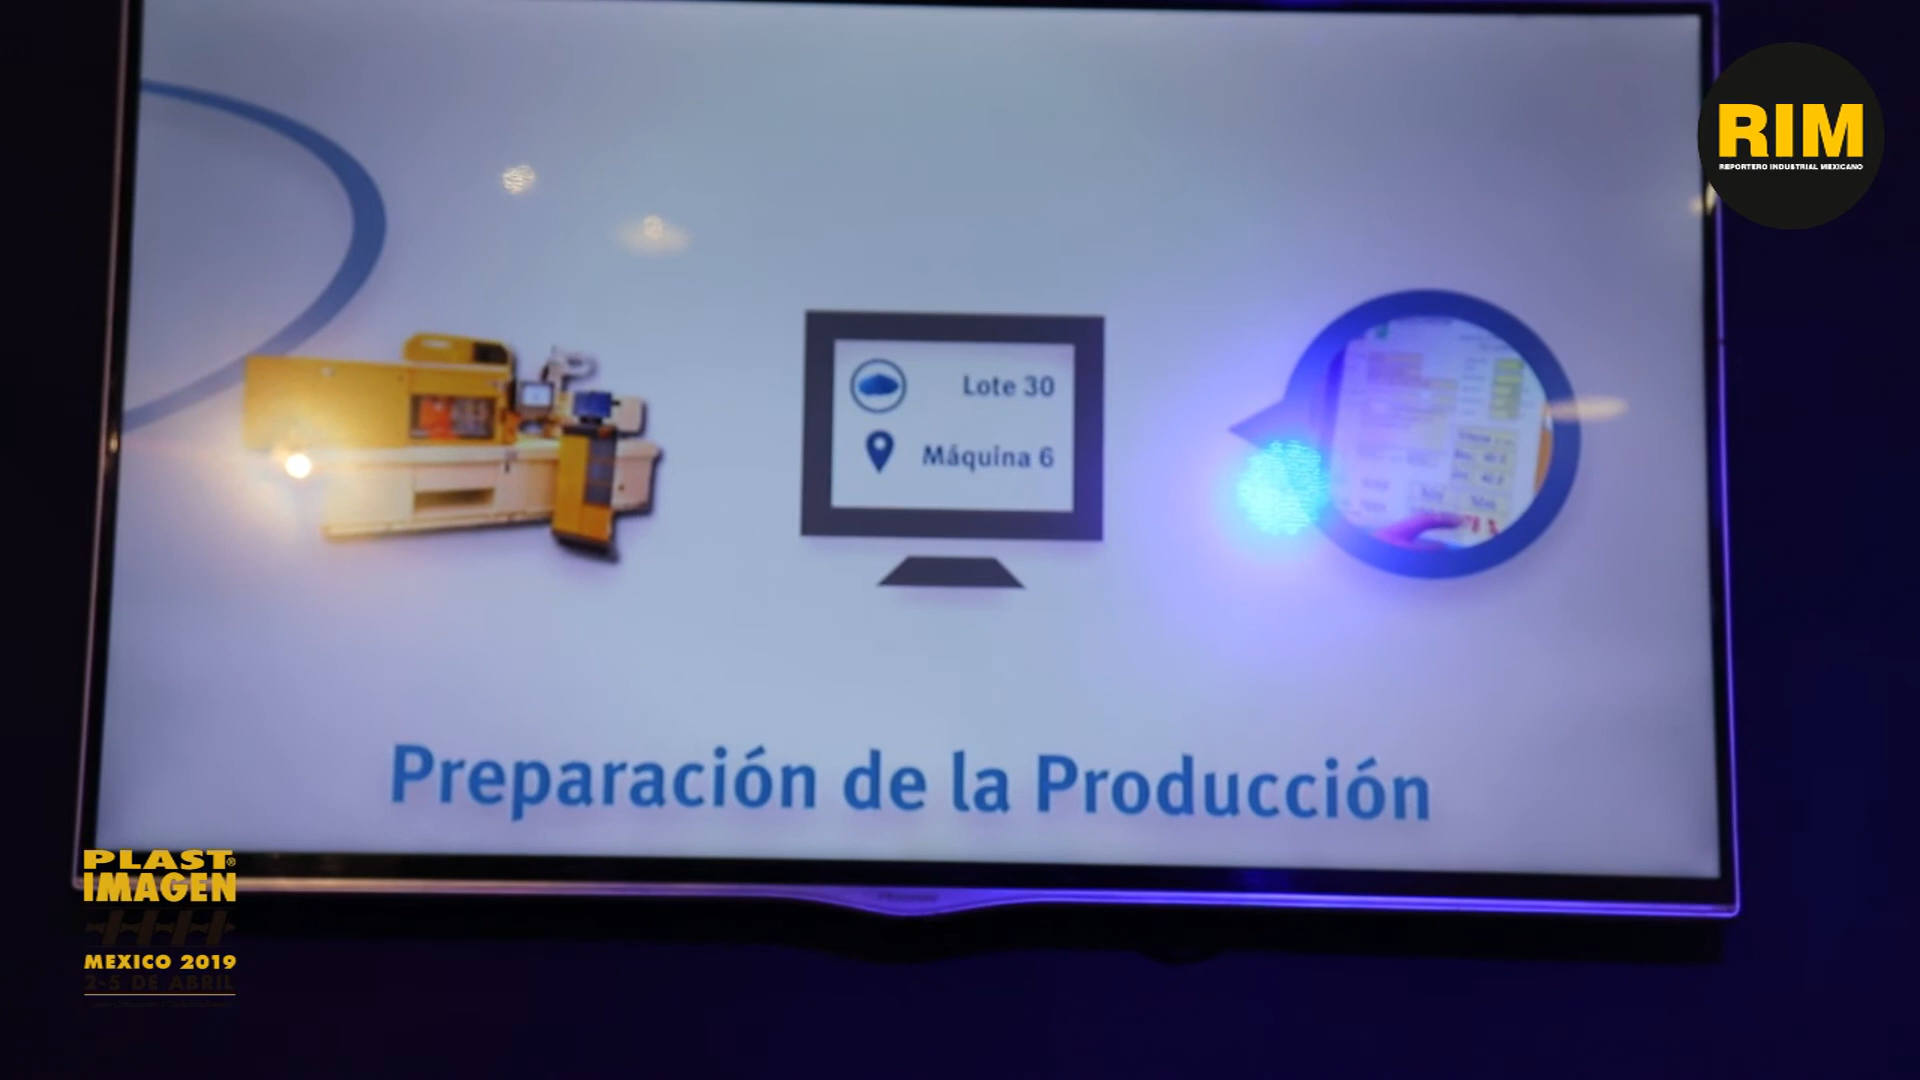 RIM
REPORTERO INDUSTRIAL MEXICANO
Lote 30
Máquina 6
Preparación de la Producción
PLAST®
IMAGEN
MEXICO 2019
2-5 DE ABRIL